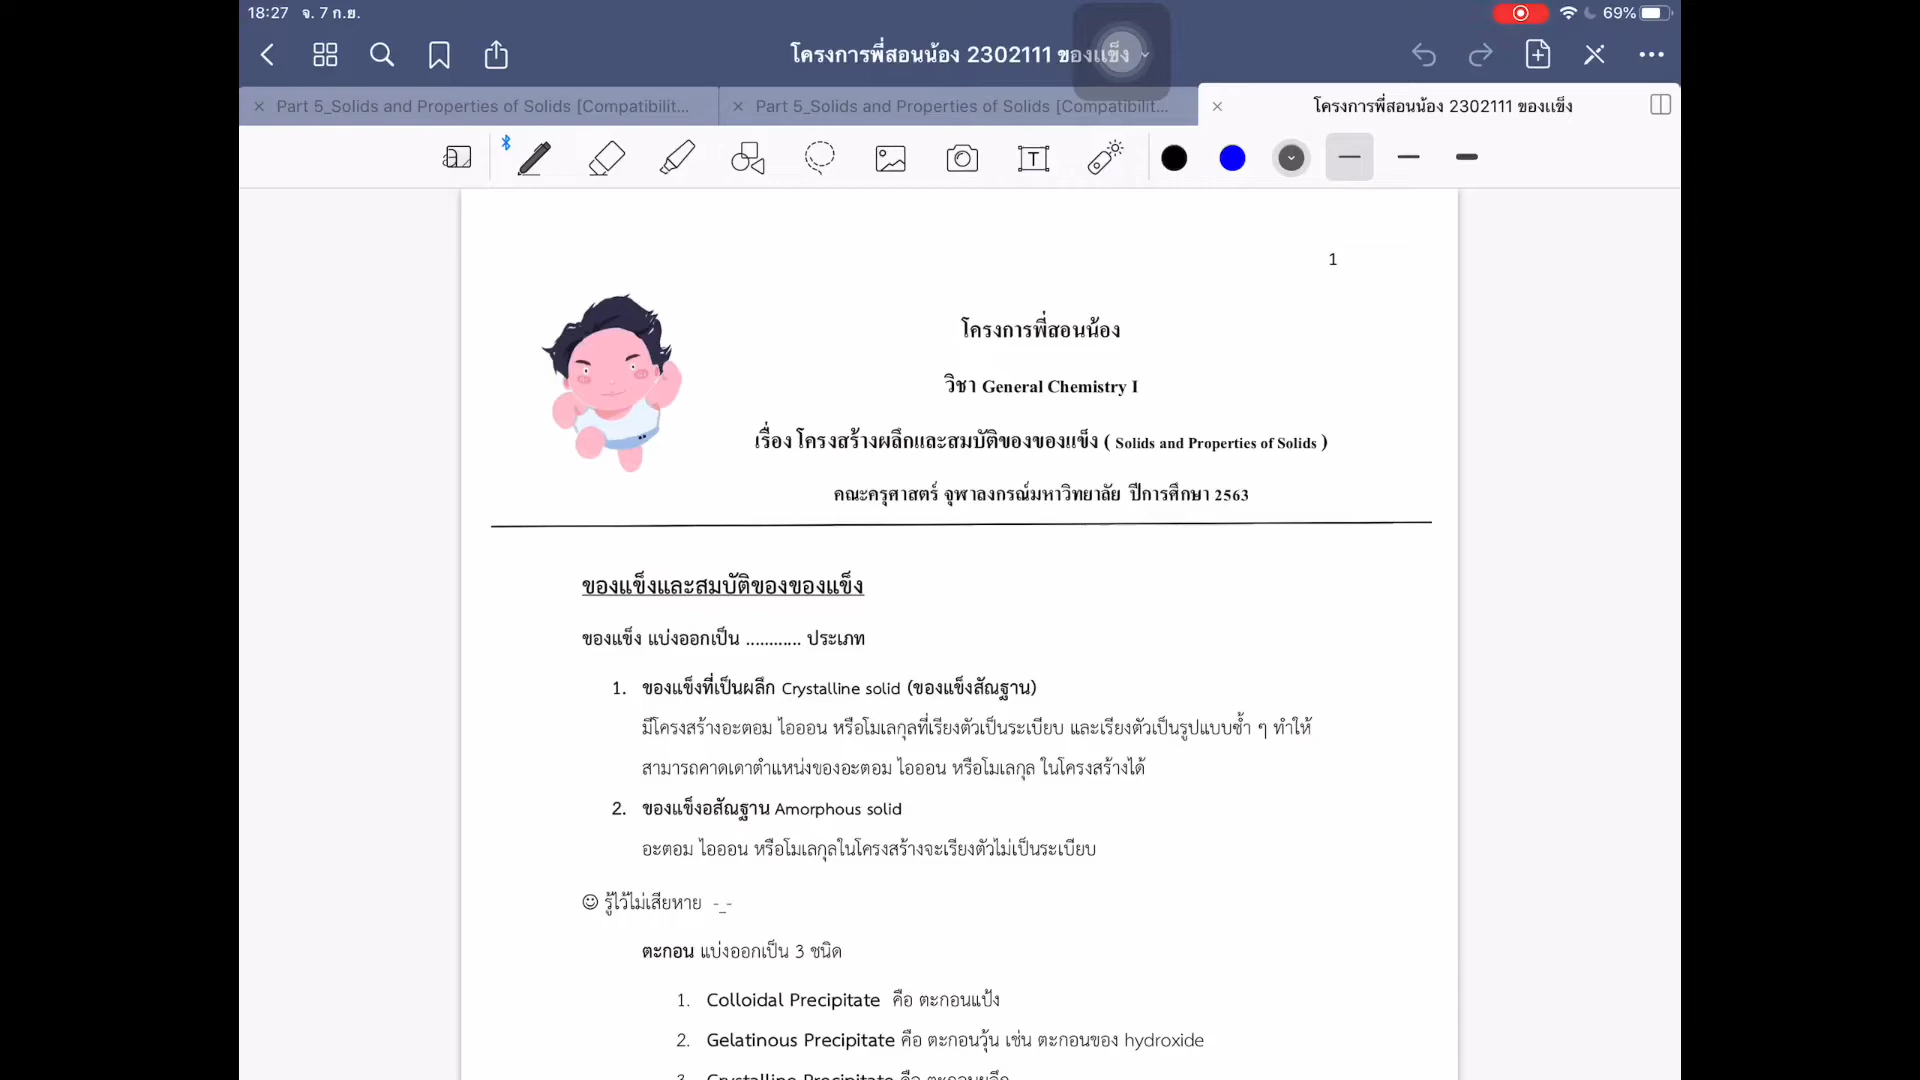 18:27 จ. 7 ก.ย.
69%
โครงการพี่สอนน้อง 2302111 ของแข็ง
Part 5_Solids and Properties of Solids [Compatibilit...
Part 5_Solids and Properties of Solids [Compatibilit...
โครงการพี่สอนน้อง 2302111 ของแข็ง
1
โครงการพี่สอนน้อง
วิชา General Chemistry I
เรื่อง โครงสร้างผลึกและสมบัติของของแข็ง ( Solids and Properties of Solids )
คณะครุศาสตร์ จุฬาลงกรณ์มหาวิทยาลัย ปีการศึกษา 2563
ของแข็งและสมบัติของของแข็ง
ของแข็ง แบ่งออกเป็น ............ ประเภท
1. ของแข็งที่เป็นผลึก Crystalline solid (ของแข็งสัณฐาน)
มีโครงสร้างอะตอม ไอออน หรือโมเลกุลที่เรียงตัวเป็นระเบียบ และเรียงตัวเป็นรูปแบบซ้ำ ๆ ทำให้
สามารถคาดเดาตำแหน่งของอะตอม ไอออน หรือโมเลกุล ในโครงสร้างได้
2. ของแข็งอสัณฐาน Amorphous solid
อะตอม ไอออน หรือโมเลกุลในโครงสร้างจะเรียงตัวไม่เป็นระเบียบ
☺ รู้ไว้ไม่เสียหาย -_-
ตะกอน แบ่งออกเป็น 3 ชนิด
1. Colloidal Precipitate คือ ตะกอนแป้ง
2. Gelatinous Precipitate คือ ตะกอนวุ้น เช่น ตะกอนของ hydroxide
3. Crystalline Precipitate คือ ตะกอนผลึก